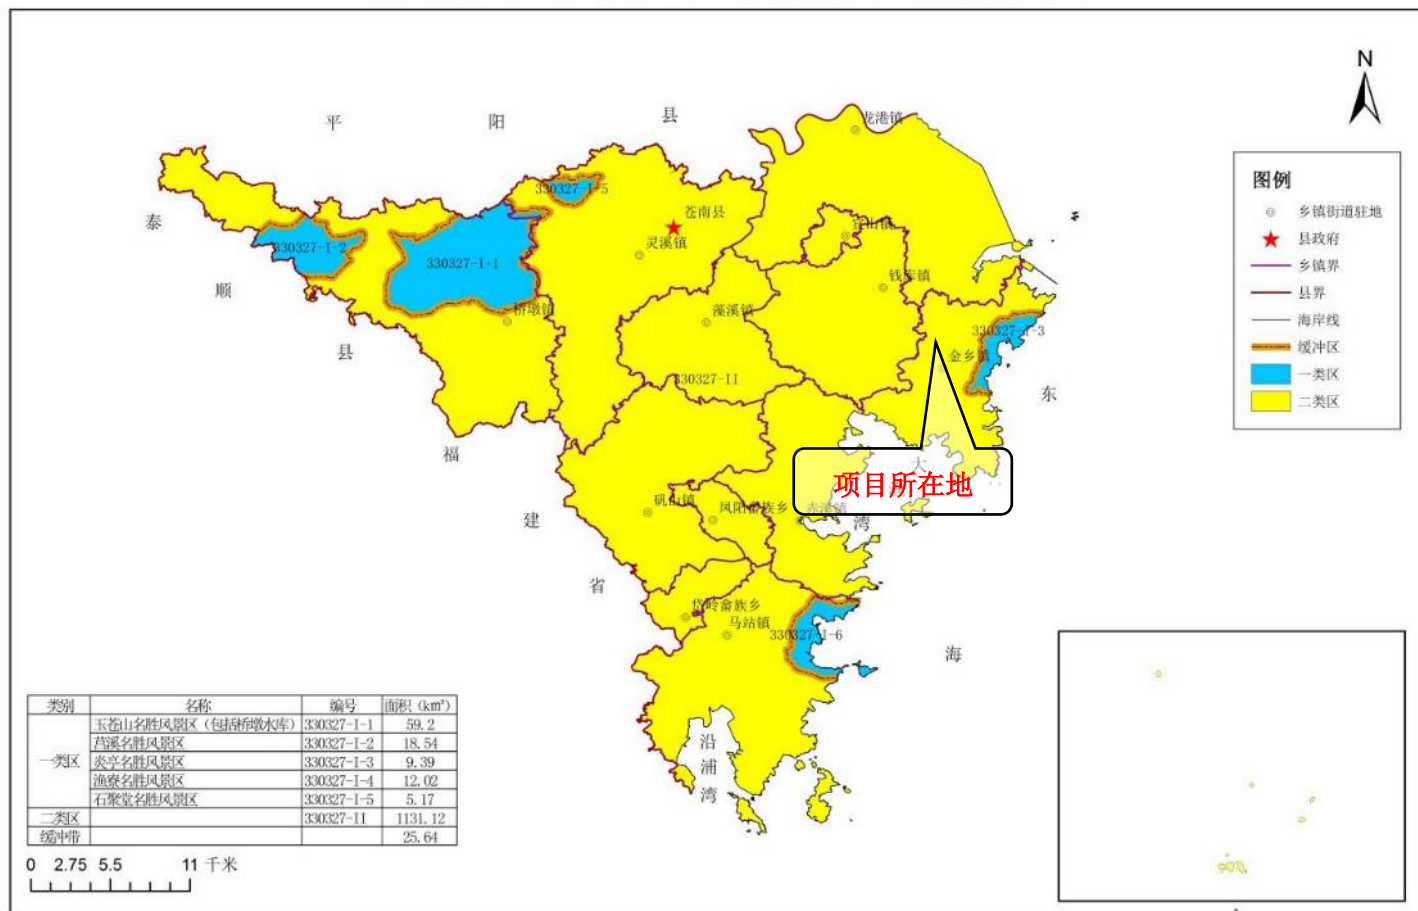 N
平 阳 县
龙港镇
图例
乡镇街道驻地
县政府
乡镇界
县界
海岸线
缓冲区
一类区
二类区
泰
顺
县
330327-I-5
苍南县
宜山镇
330327-I-2
灵溪镇
330327-I-1
钱库镇
桥墩镇
藻溪镇
330327-I-3
金乡镇
330327-II
东
海
福
建
省
大
项目所在地
湾
矾山镇
凤阳畲族乡
赤溪镇
岱岭畲族乡
马站镇
330327-I-6
沿
浦
湾
类别 名称 编号 面积（km²）
一类区 玉苍山名胜风景区（包括桥墩水库） 330327-I-1 59.2
莒溪名胜风景区 330327-I-2 18.54
炎亭名胜风景区 330327-I-3 9.39
渔寮名胜风景区 330327-I-4 12.02
石聚堂名胜风景区 330327-I-5 5.17
二类区 330327-II 1131.12
缓冲带 25.64
0 2.75 5.5 11 千米